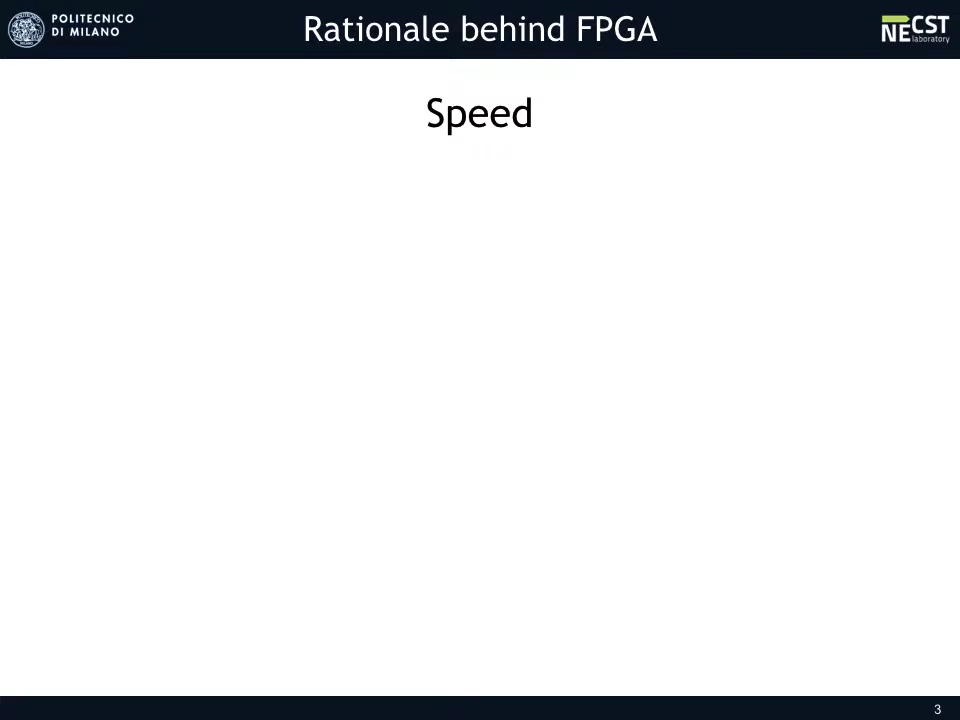 POLITECNICO
DI MILANO
Rationale behind FPGA
NECST
laboratory
Speed
3